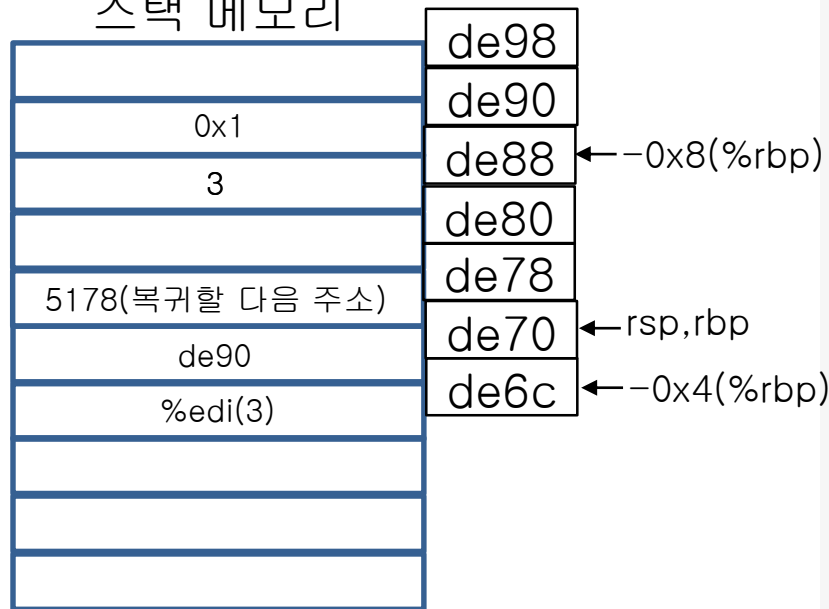 스택 메모리
de98
de90
0x1
de88
-0x8(%rbp)
3
de80
de78
5178(복귀할 다음 주소)
de70
rsp,rbp
de90
de6c
-0x4(%rbp)
%edi(3)